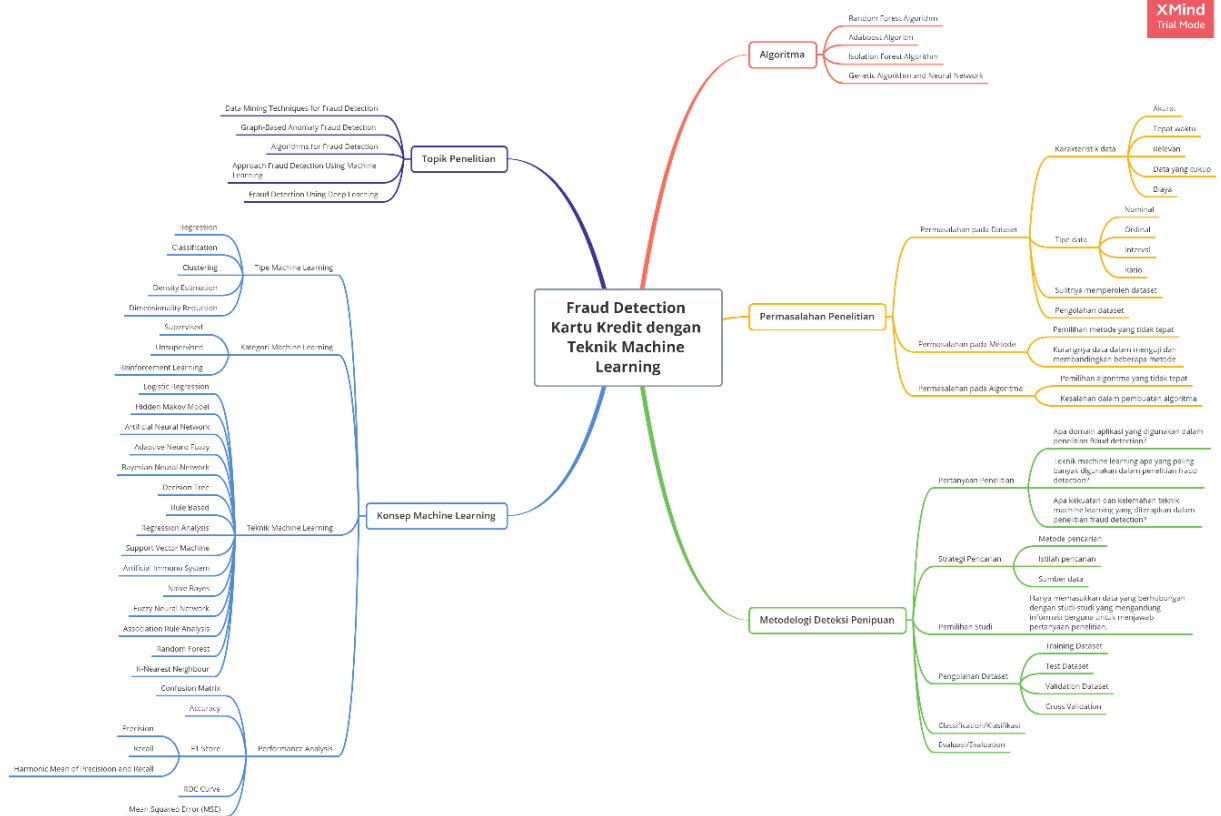 XMind
Trial Mode
Fraud Detection
Kartu Kredit dengan
Teknik Machine
Learning
Algoritma
Random Forest Algorithm
Adaboost Algoritm
Isolation Forest Algorithm
Genetic Algorithm and Neural Network
Permasalahan Penelitian
Permasalahan pada Dataset
Karakteristik data
Akurat
Tepat waktu
Relevan
Data yang cukup
Biaya
Tipe data
Nominal
Ordinal
Interval
Ratio
Sulitnya memperoleh dataset
Pengolahan dataset
Permasalahan pada Metode
Pemilihan metode yang tidak tepat
Kurangnya data dalam menguji dan
membandingkan beberapa metode
Permasalahan pada Algoritma
Pemilihan algoritma yang tidak tepat
Kesalahan dalam pembuatan algoritma
Metodelogi Deteksi Penipuan
Pertanyaan Penelitian
Apa domain aplikasi yang digunakan dalam
penelitian fraud detection?
Teknik machine learning apa yang paling
banyak digunakan dalam penelitian fraud
detection?
Apa kekuatan dan kelemahan teknik
machine learning yang diterapkan dalam
penelitian fraud detection?
Strategi Pencarian
Metode pencarian
Istilah pencarian
Sumber data
Pemilihan Studi
Hanya memasukkan data yang berhubungan
dengan studi-studi yang mengandung
informasi berguna untuk menjawab
pertanyaan penelitian.
Pengolahan Dataset
Training Dataset
Test Dataset
Validation Dataset
Cross Validation
Classification/Klasifikasi
Evaluasi/Evaluation
Topik Penelitian
Data Mining Techniques for Fraud Detection
Graph-Based Anomaly Fraud Detection
Algorithms for Fraud Detection
Approach Fraud Detection Using Machine
Learning
Fraud Detection Using Deep Learning
Konsep Machine Learning
Tipe Machine Learning
Regression
Classification
Clustering
Density Estimation
Dimensionality Reduction
Kategori Machine Learning
Supervised
Unsupervised
Reinforcement Learning
Teknik Machine Learning
Logistic Regression
Hidden Makov Model
Artificial Neural Network
Adaptive Neuro Fuzzy
Bayesian Neural Network
Decision Tree
Rule Based
Regression Analysis
Support Vector Machine
Artificial Immuno System
Naive Bayes
Fuzzy Neural Network
Association Rule Analysis
Random Forest
K-Nearest Neighbour
Performance Analysis
Confusion Matrix
Accuracy
F1 Score
Precision
Recall
Harmonic Mean of Precisioon and Recall
ROC Curve
Mean Squared Error (MSE)